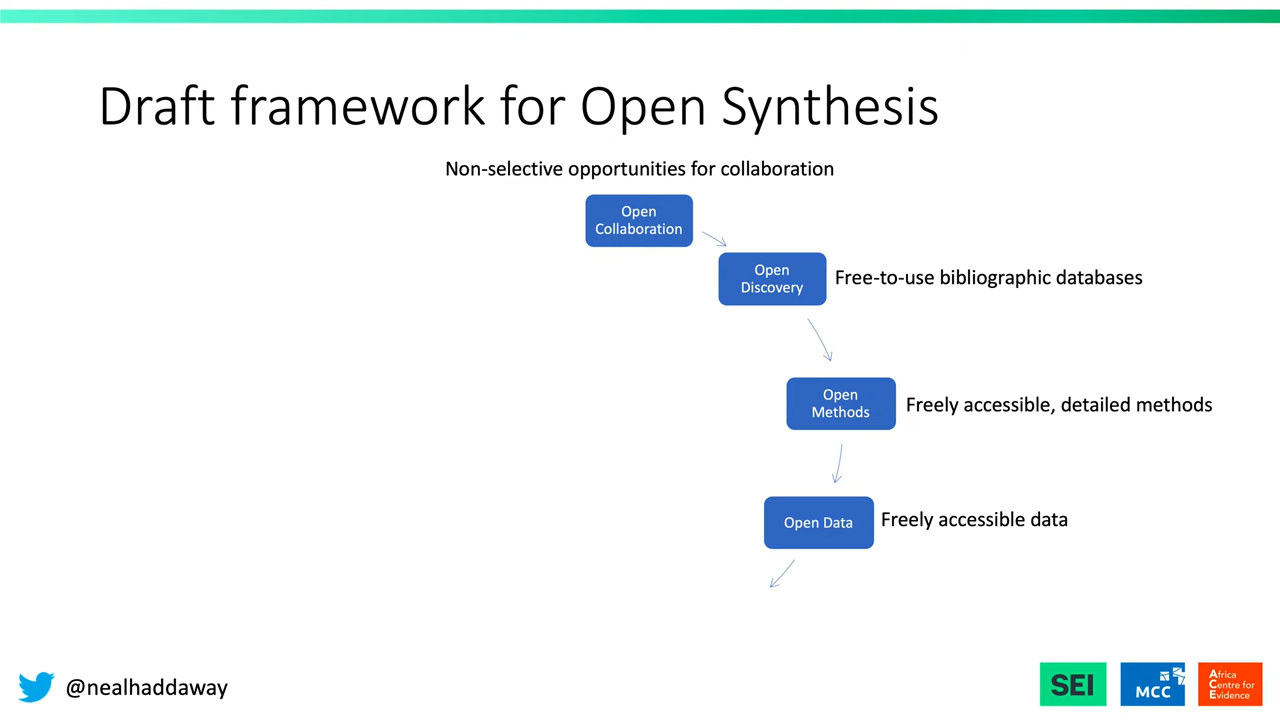 Draft framework for Open Synthesis
Non-selective opportunities for collaboration
Open
Collaboration
Open
Discovery
Free-to-use bibliographic databases
Open
Methods
Freely accessible, detailed methods
Open Data
Freely accessible data
@nealhaddaway
SEI
MCC
Africa
Centre for
Evidence